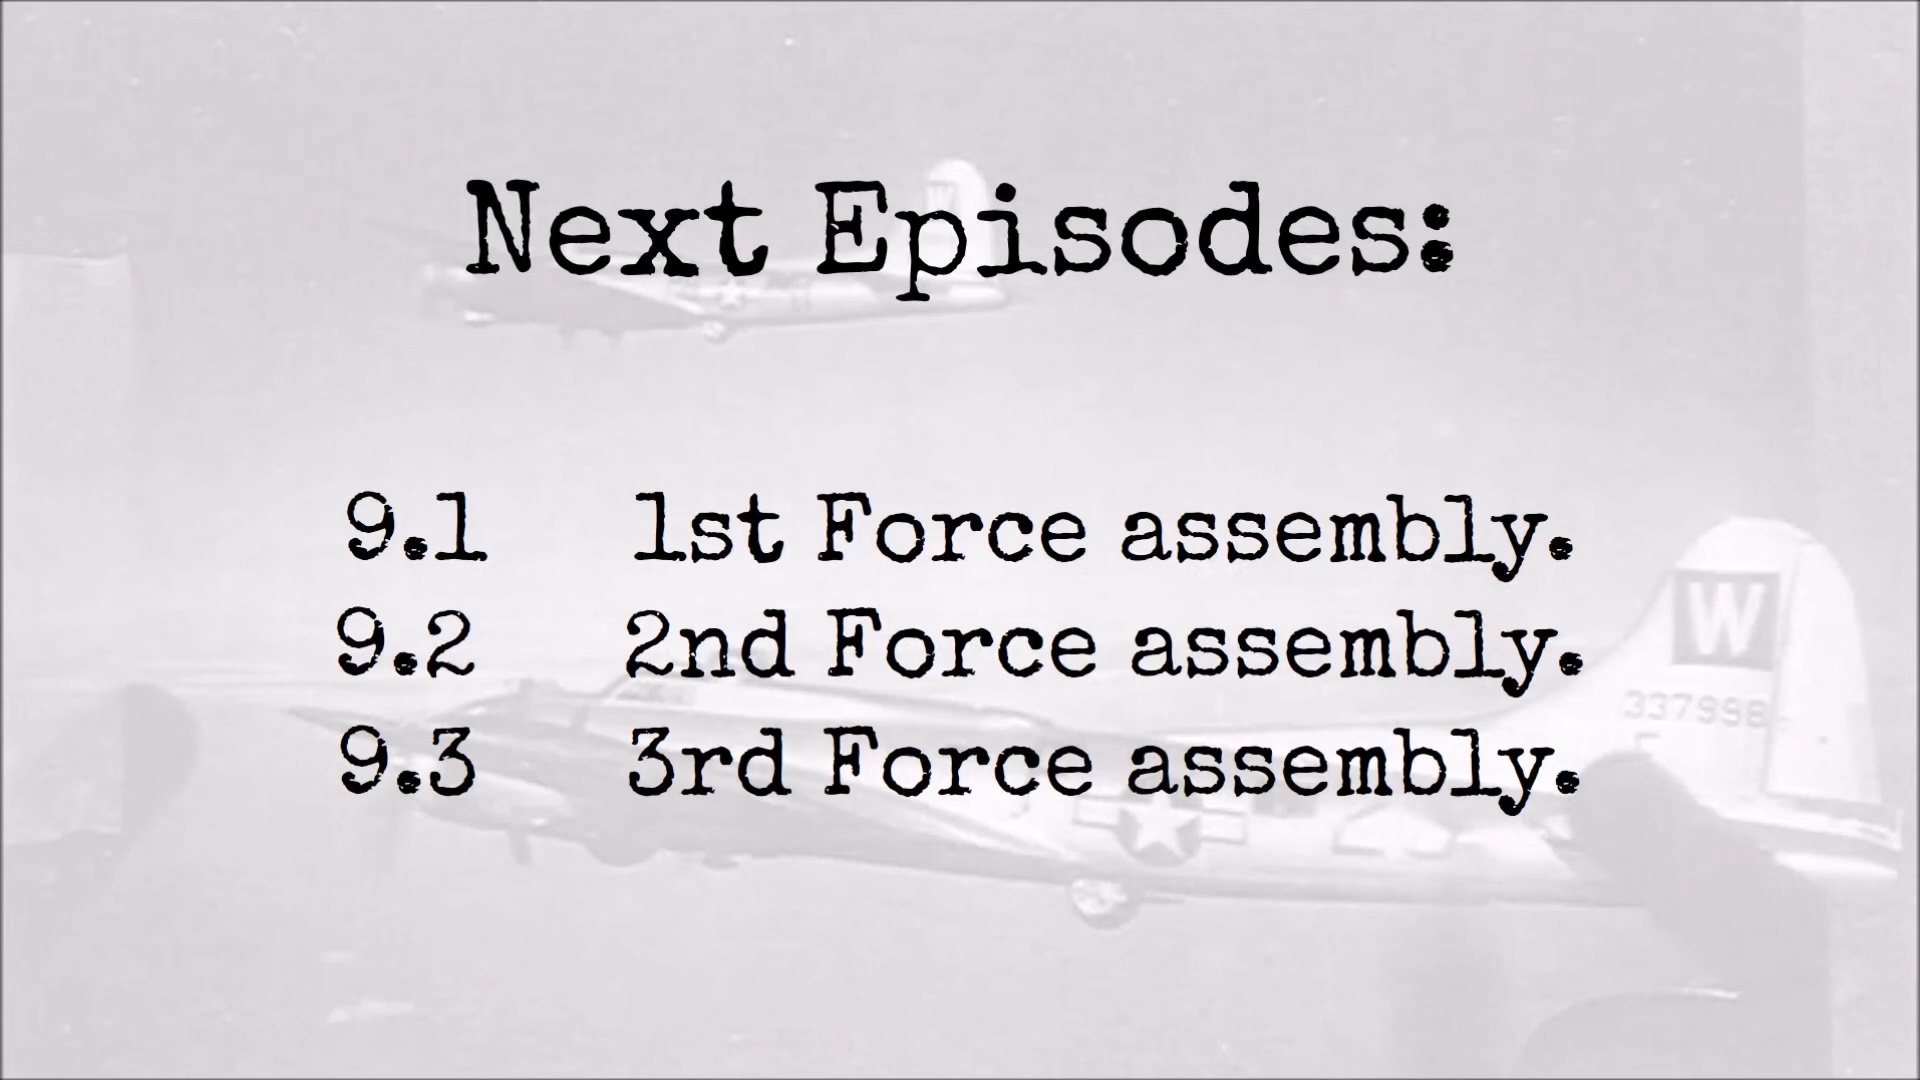 Next Episodes:
9.1 1st Force assembly.
9.2 2nd Force assembly.
9.3 3rd Force assembly.
W
W